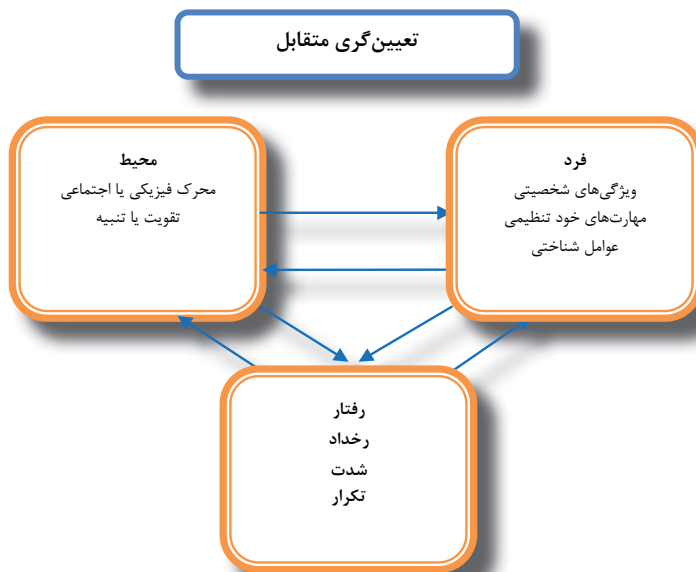 تعیین‌گری متقابل
فرد
ویژگی‌های شخصیتی
مهارت‌های خود تنظیمی
عوامل شناختی
محیط
محرک فیزیکی یا اجتماعی
تقویت یا تنبیه
رفتار
رخداد
شدت
تکرار